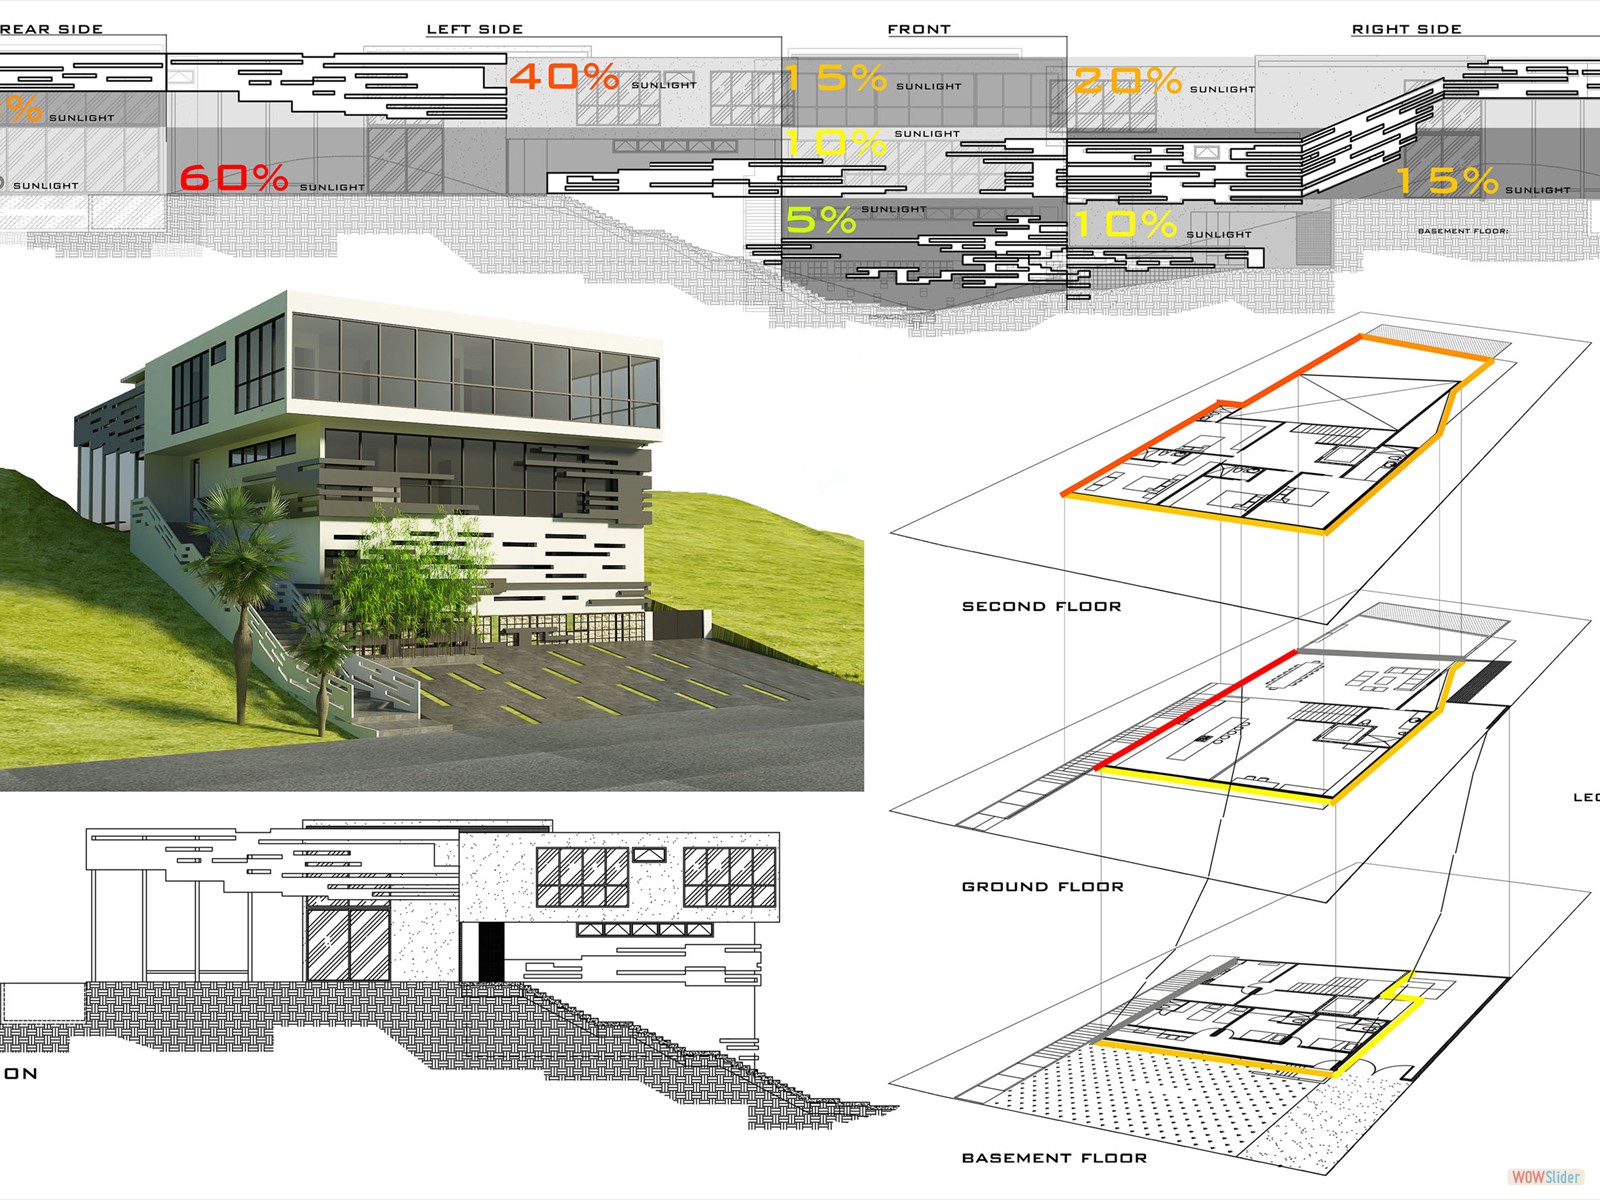 REAR SIDE
LEFT SIDE
FRONT
RIGHT SIDE
40% SUNLIGHT
15% SUNLIGHT
20% SUNLIGHT
% SUNLIGHT
10% SUNLIGHT
60% SUNLIGHT
SUNLIGHT
15% SUNLIGHT
5% SUNLIGHT
10% SUNLIGHT
BASEMENT FLOOR:
SECOND FLOOR
LEG
GROUND FLOOR
ON
BASEMENT FLOOR
WOWSlider